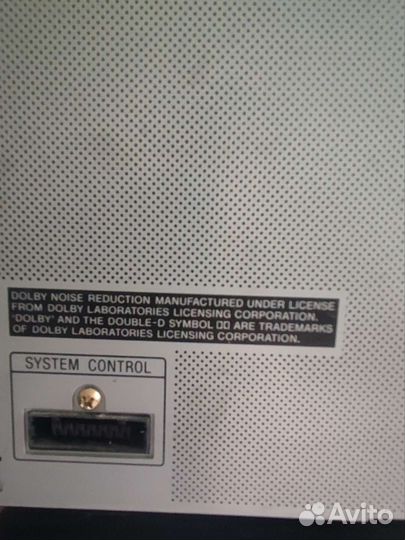 DOLBY NOISE REDUCTION MANUFACTURED UNDER LICENSE
FROM DOLBY LABORATORIES LICENSING CORPORATION.
"DOLBY" AND THE DOUBLE-D SYMBOL ▯▯ ARE TRADEMARKS
OF DOLBY LABORATORIES LICENSING CORPORATION.
SYSTEM CONTROL
Avito